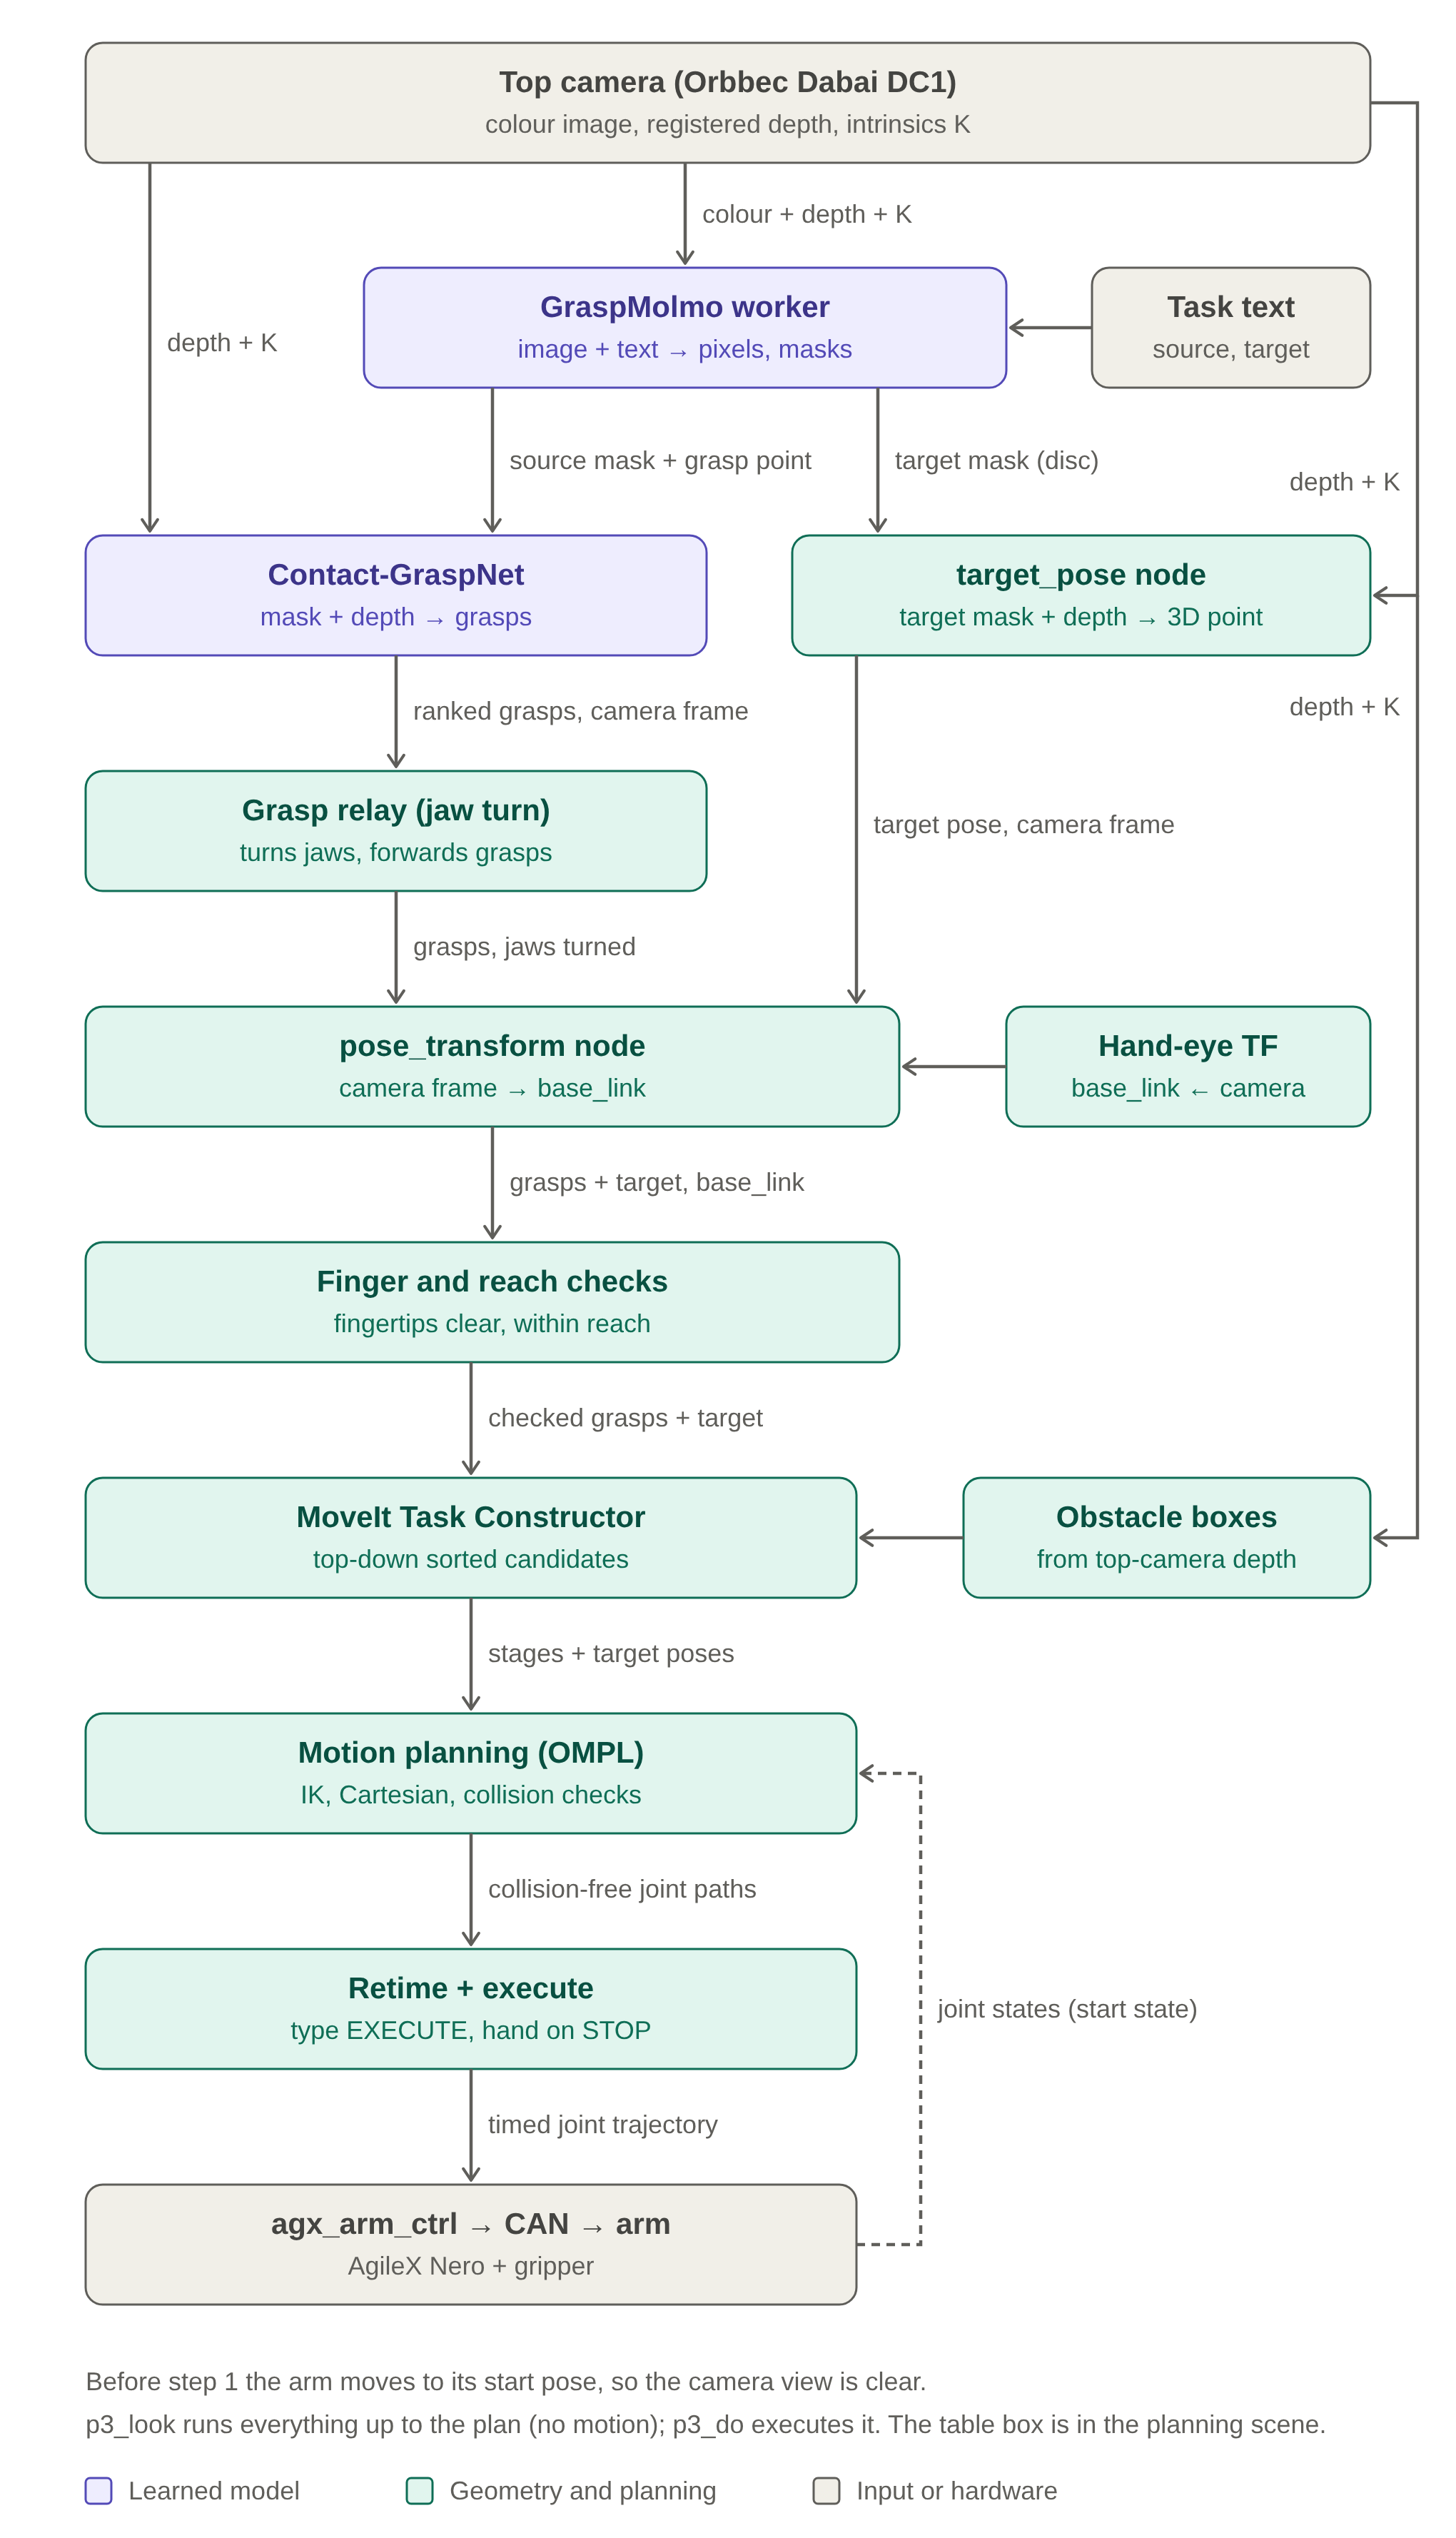 Top camera (Orbbec Dabai DC1)
colour image, registered depth, intrinsics K
colour + depth + K
depth + K
GraspMolmo worker
image + text → pixels, masks
Task text
source, target
source mask + grasp point
target mask (disc)
depth + K
Contact-GraspNet
mask + depth → grasps
target_pose node
target mask + depth → 3D point
ranked grasps, camera frame
depth + K
Grasp relay (jaw turn)
turns jaws, forwards grasps
target pose, camera frame
grasps, jaws turned
pose_transform node
camera frame → base_link
Hand-eye TF
base_link ← camera
grasps + target, base_link
Finger and reach checks
fingertips clear, within reach
checked grasps + target
MoveIt Task Constructor
top-down sorted candidates
Obstacle boxes
from top-camera depth
stages + target poses
Motion planning (OMPL)
IK, Cartesian, collision checks
collision-free joint paths
Retime + execute
type EXECUTE, hand on STOP
joint states (start state)
timed joint trajectory
agx_arm_ctrl → CAN → arm
AgileX Nero + gripper
Before step 1 the arm moves to its start pose, so the camera view is clear.
p3_look runs everything up to the plan (no motion); p3_do executes it. The table box is in the planning scene.
Learned model
Geometry and planning
Input or hardware